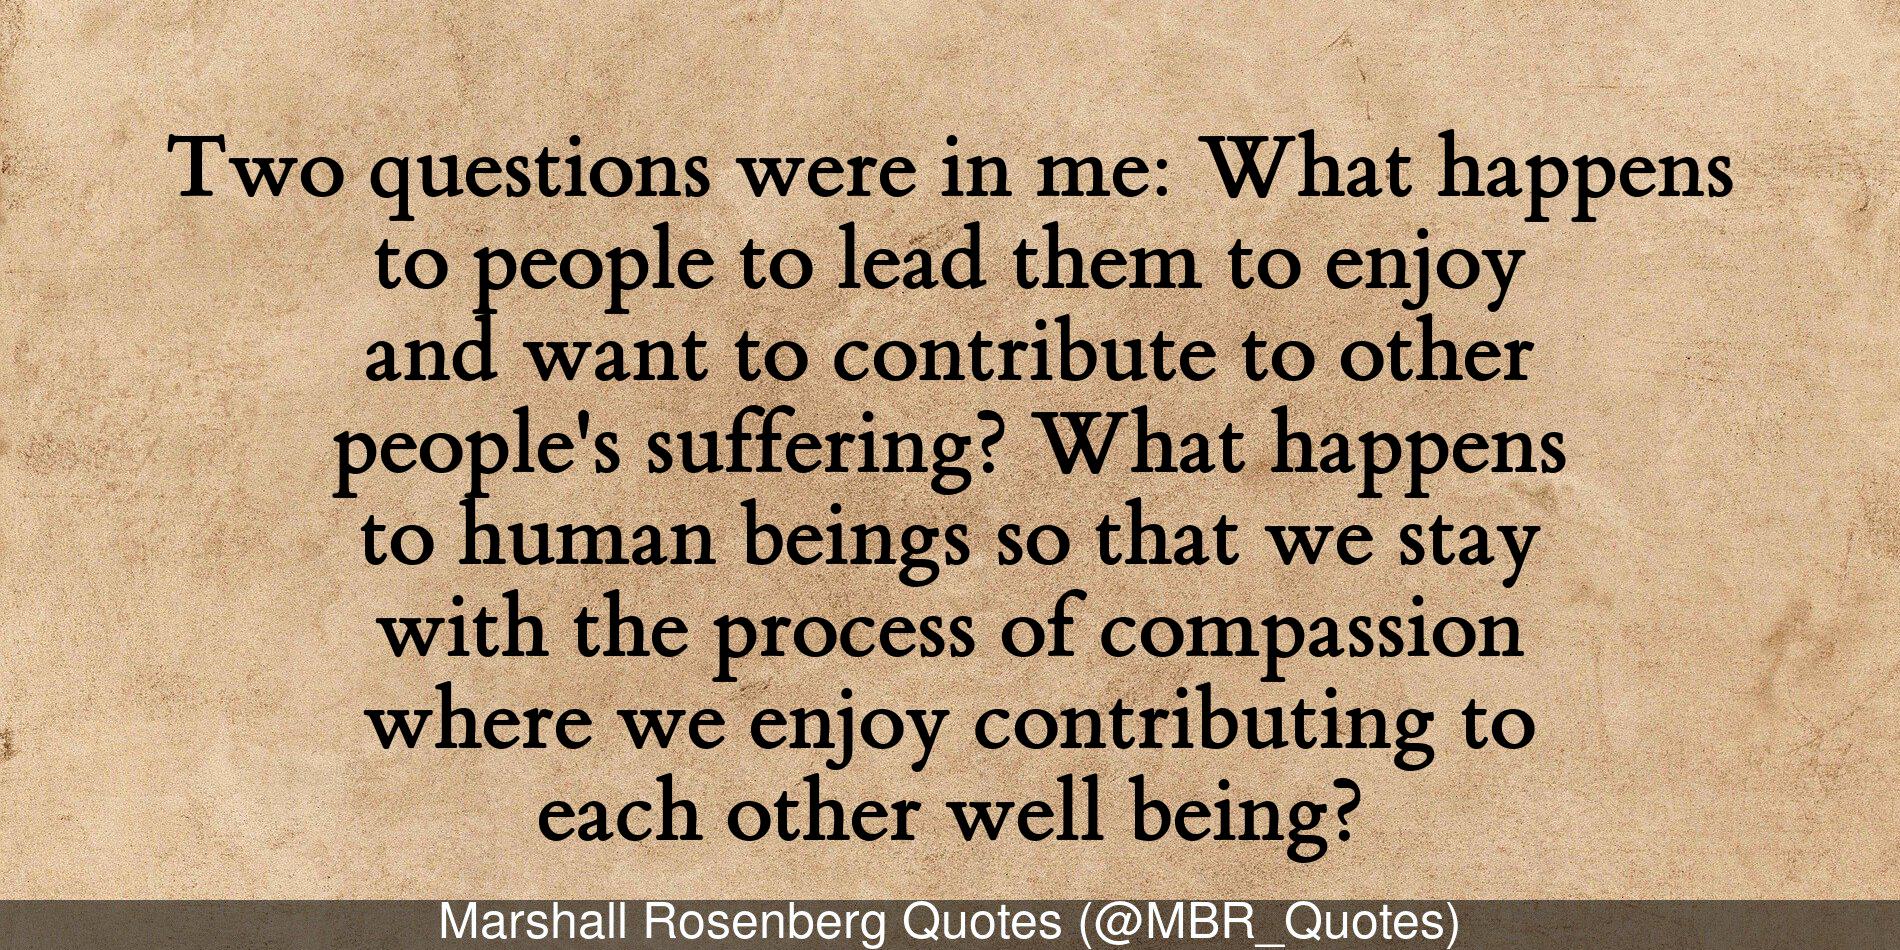 Two questions were in me: What happens
to people to lead them to enjoy
and want to contribute to other
people's suffering? What happens
to human beings so that we stay
with the process of compassion
where we enjoy contributing to
each other well being?
Marshall Rosenberg Quotes (@MBR_Quotes)